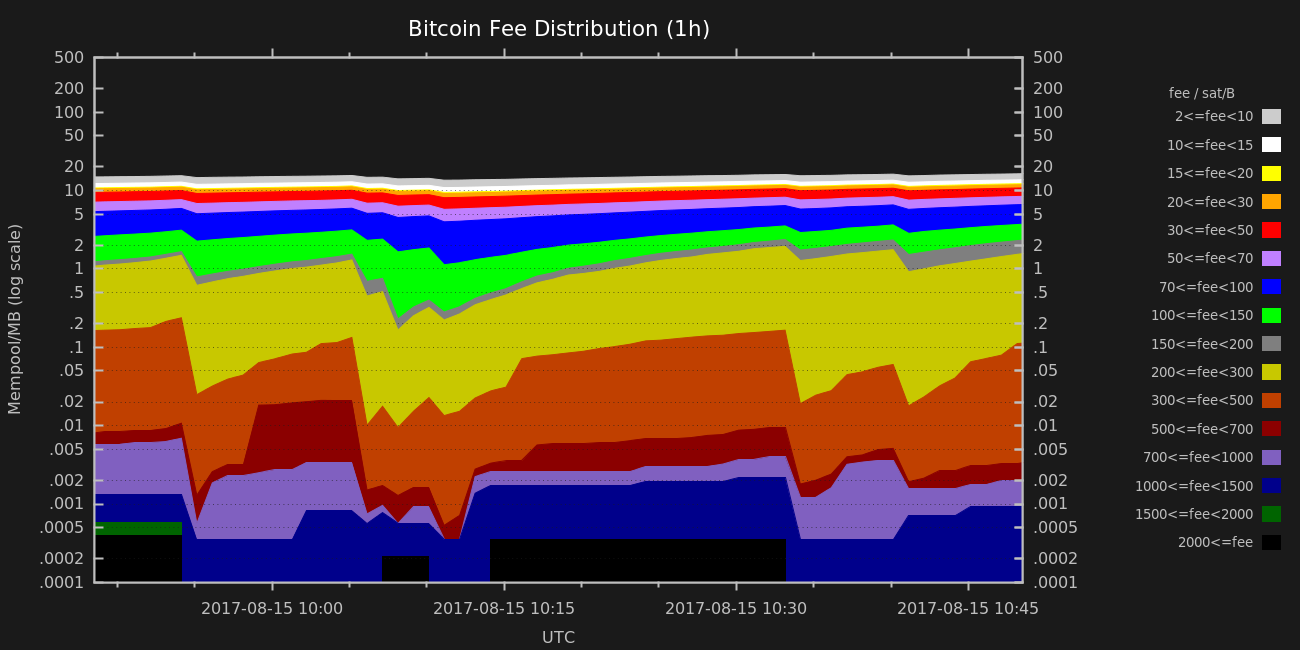 Bitcoin Fee Distribution (1h)
Mempool/MB (log scale)
500
200
100
50
20
10
5
2
1
.5
.2
.1
.05
.02
.01
.005
.002
.001
.0005
.0002
.0001
500
200
100
50
20
10
5
2
1
.5
.2
.1
.05
.02
.01
.005
.002
.001
.0005
.0002
.0001
2017-08-15 10:00
2017-08-15 10:15
2017-08-15 10:30
2017-08-15 10:45
UTC
fee / sat/B
2<=fee<10
10<=fee<15
15<=fee<20
20<=fee<30
30<=fee<50
50<=fee<70
70<=fee<100
100<=fee<150
150<=fee<200
200<=fee<300
300<=fee<500
500<=fee<700
700<=fee<1000
1000<=fee<1500
1500<=fee<2000
2000<=fee